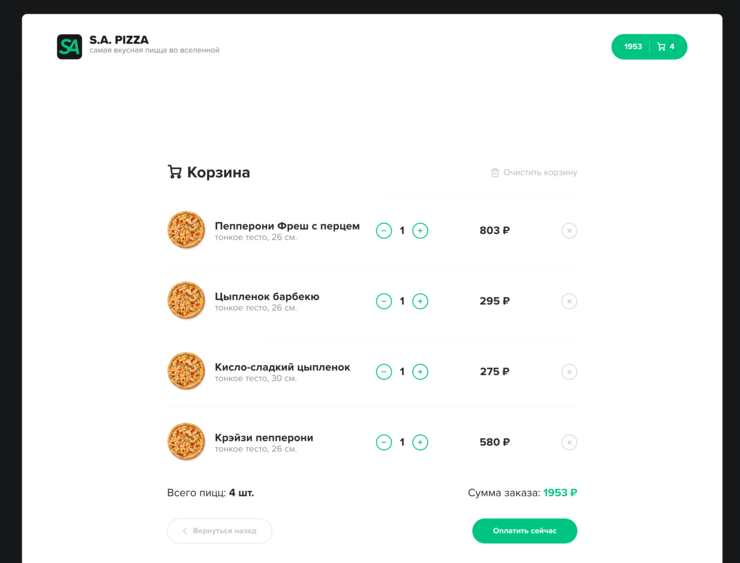 SA
S.A. PIZZA
самая вкусная пицца во вселенной
1953 4
Корзина
Очистить корзину
Пепперони Фреш с перцем
тонкое тесто, 26 см.
1
803 ₽
Цыпленок барбекю
тонкое тесто, 26 см.
1
295 ₽
Кисло-сладкий цыпленок
тонкое тесто, 30 см.
1
275 ₽
Крэйзи пепперони
тонкое тесто, 26 см.
1
580 ₽
Всего пицц: 4 шт.
Сумма заказа: 1953 ₽
Вернуться назад
Оплатить сейчас